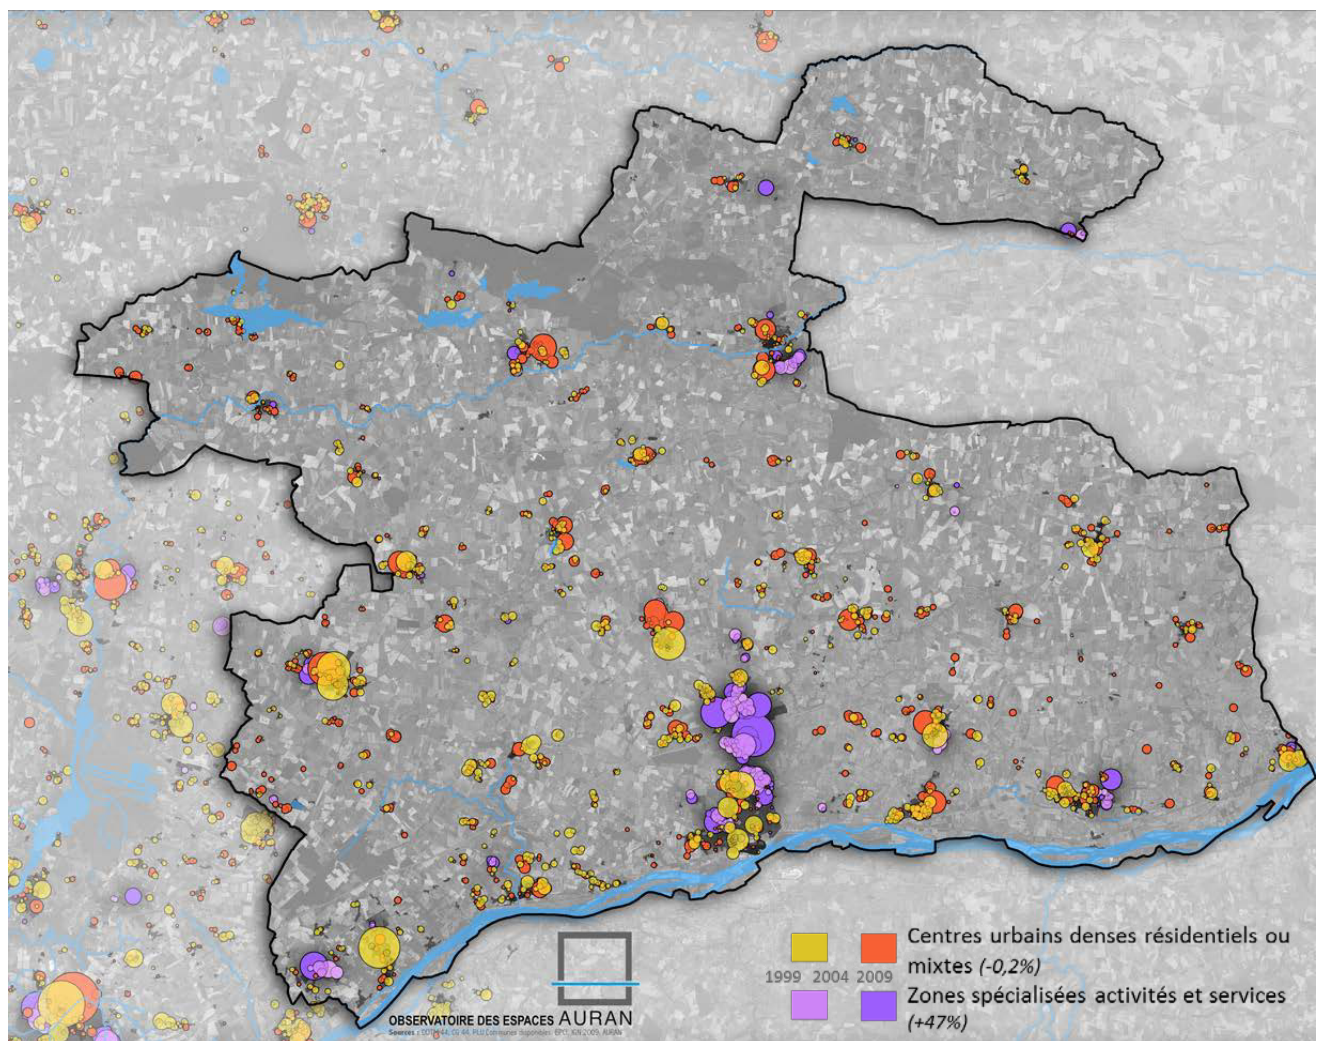 Centres urbains denses résidentiels ou
mixtes (-0,2%)
1999 2004 2009
Zones spécialisées activités et services
(+47%)
OBSERVATOIRE DES ESPACES AURAN